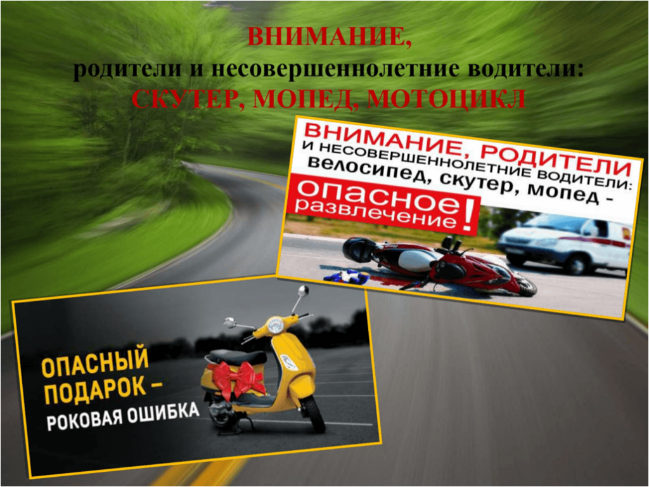 ВНИМАНИЕ,
родители и несовершеннолетние водители:
СКУТЕР, МОПЕД, МОТОЦИКЛ
ВНИМАНИЕ, РОДИТЕЛИ
И НЕСОВЕРШЕННОЛЕТНИЕ ВОДИТЕЛИ:
велосипед, скутер, мопед -
опасное
развлечение!
ОПАСНЫЙ
ПОДАРОК –
РОКОВАЯ ОШИБКА